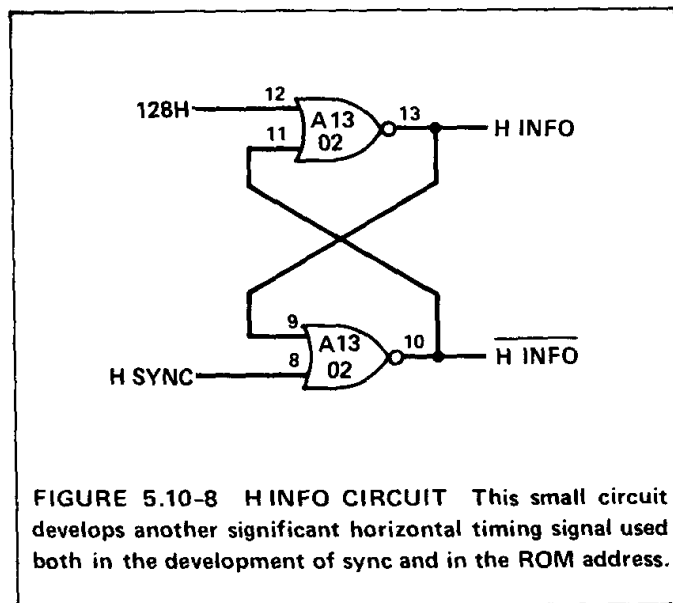 128H
12
11
A13
02
13
H INFO
9
8
A13
02
10
H INFO
H SYNC
FIGURE 5.10-8 H INFO CIRCUIT This small circuit
develops another significant horizontal timing signal used
both in the development of sync and in the ROM address.